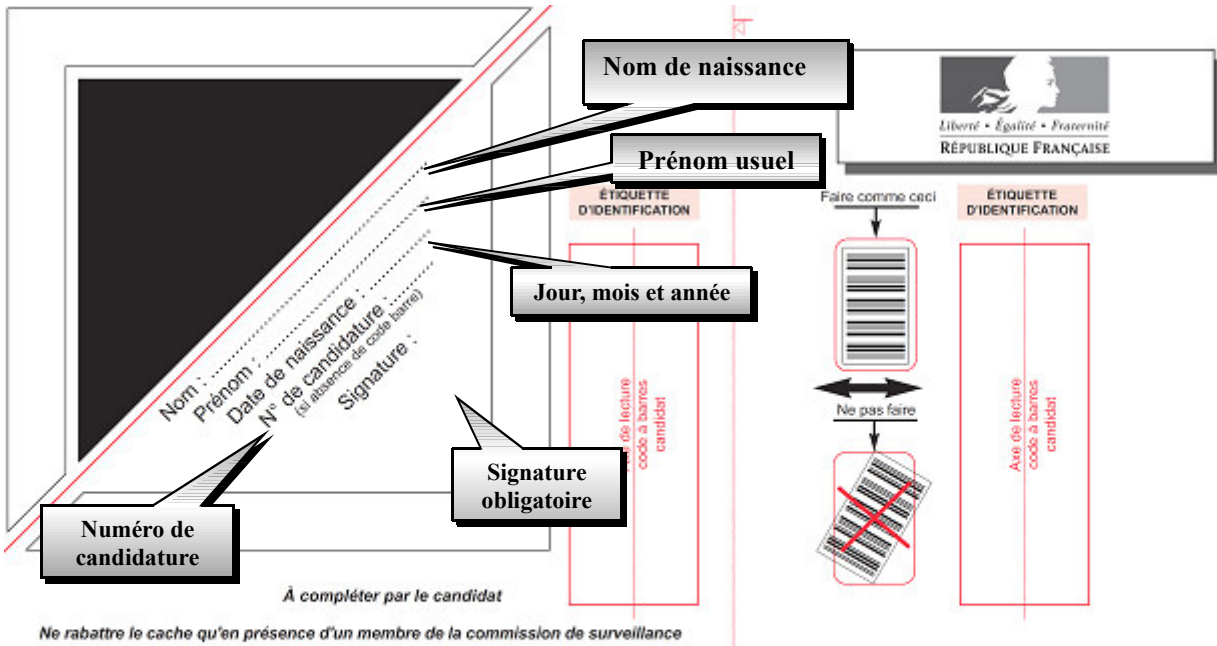 Nom de naissance
Prénom usuel
Jour, mois et année
Nom : 
Prénom : 
Date de naissance : 
N° de candidature : 
(si absence de code barre)
Signature :
Numéro de
candidature
Signature
obligatoire
À compléter par le candidat
Ne rabattre le cache qu'en présence d'un membre de la commission de surveillance
ÉTIQUETTE
D'IDENTIFICATION
de lecture
code à barres
candidat
Liberté • Égalité • Fraternité
RÉPUBLIQUE FRANÇAISE
Faire comme ceci
Ne pas faire
ÉTIQUETTE
D'IDENTIFICATION
Axe de lecture
code à barres
candidat